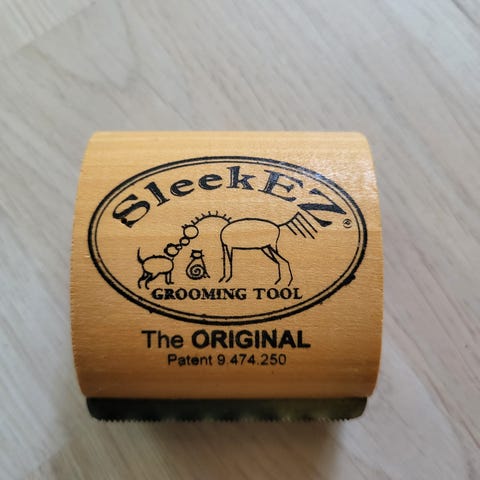 SleekEZ®
GROOMING TOOL
The ORIGINAL
Patent 9.474.250